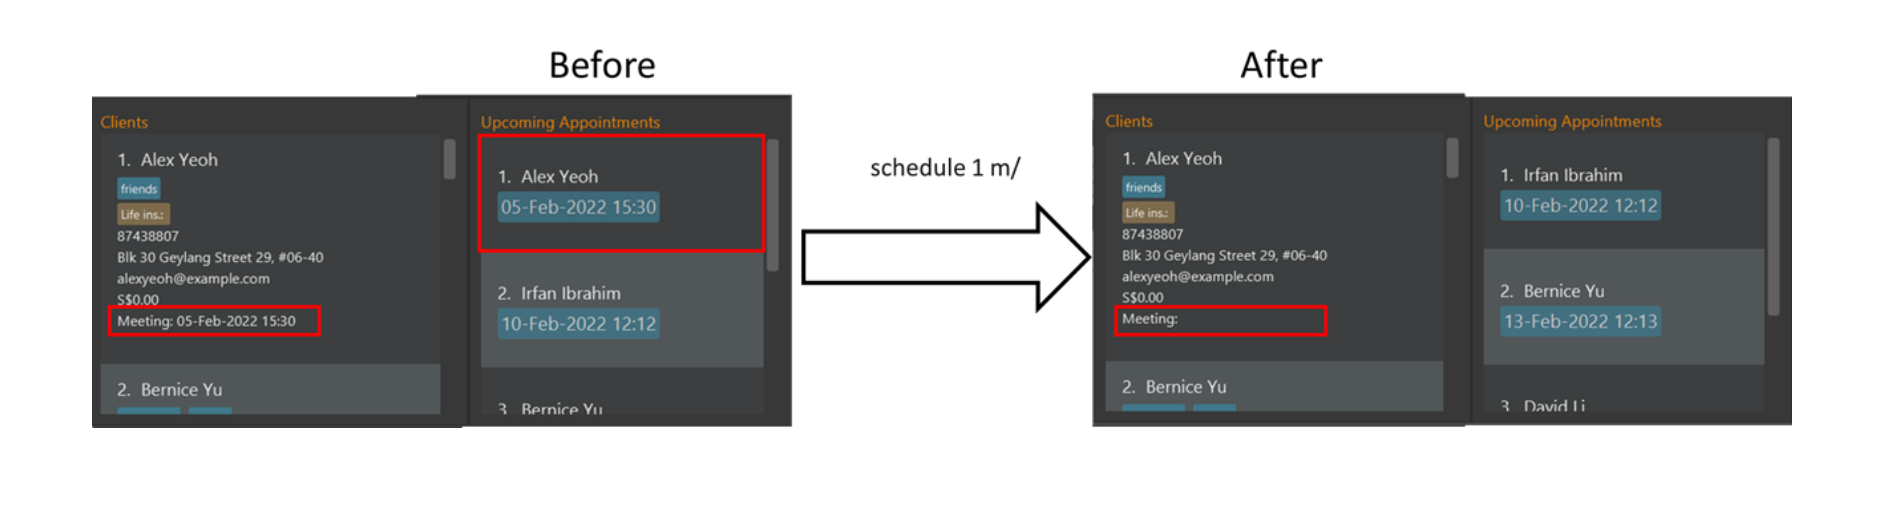 Before
Clients
1. Alex Yeoh
friends
Life ins.:
87438807
Blk 30 Geylang Street 29, #06-40
alexyeoh@example.com
S$0.00
Meeting: 05-Feb-2022 15:30
2. Bernice Yu
Upcoming Appointments
1. Alex Yeoh
05-Feb-2022 15:30
2. Irfan Ibrahim
10-Feb-2022 12:12
3 Bernice Yu
schedule 1 m/
After
Clients
1. Alex Yeoh
friends
Life ins.:
87438807
Blk 30 Geylang Street 29, #06-40
alexyeoh@example.com
S$0.00
Meeting:
2. Bernice Yu
Upcoming Appointments
1. Irfan Ibrahim
10-Feb-2022 12:12
2. Bernice Yu
13-Feb-2022 12:13
3 David Li